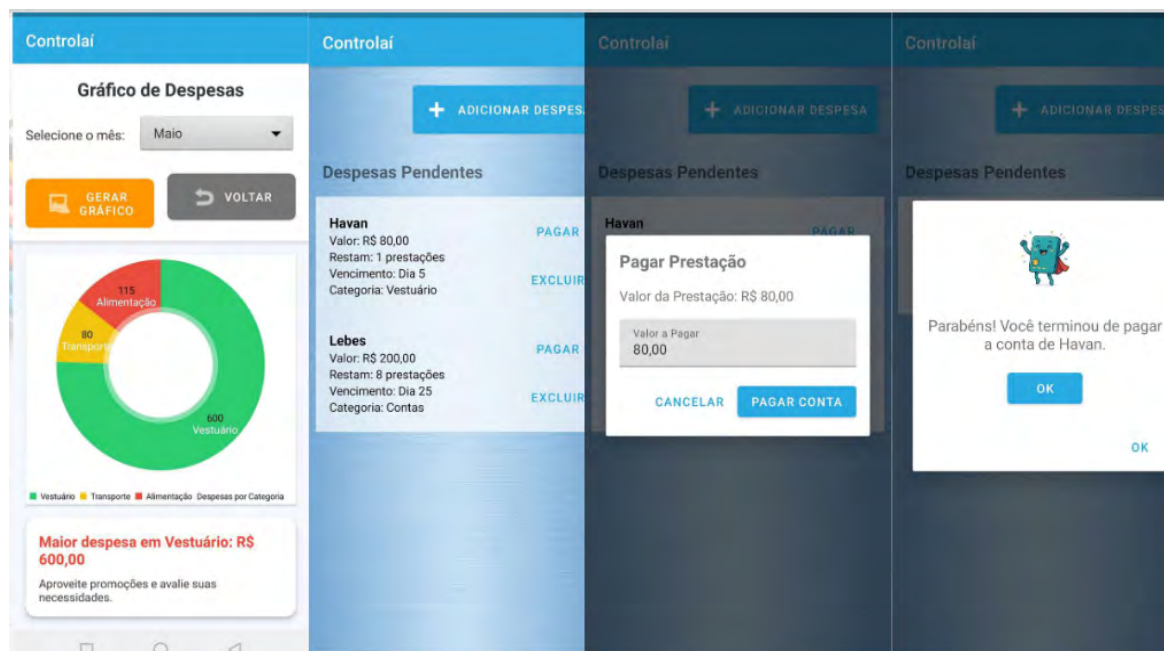 Controlaí
Gráfico de Despesas
Selecione o mês:
Maio
GERAR
GRÁFICO
VOLTAR
115
Alimentação
80
Transporte
600
Vestuário
Vestuário Transporte Alimentação Despesas por Categoria
Maior despesa em Vestuário: R$
600,00
Aproveite promoções e avalie suas
necessidades.
Controlaí
+ ADICIONAR DESPES
Despesas Pendentes
Havan
Valor: R$ 80,00
Restam: 1 prestações
Vencimento: Dia 5
Categoria: Vestuário
PAGAR
EXCLUIR
Lebes
Valor: R$ 200,00
Restam: 8 prestações
Vencimento: Dia 25
Categoria: Contas
PAGAR
EXCLUIR
Controlaí
+ ADICIONAR DESPESA
Despesas Pendentes
Havan
PAGAR
Pagar Prestação
Valor da Prestação: R$ 80,00
Valor a Pagar
80,00
CANCELAR
PAGAR CONTA
Controlaí
+ ADICIONAR DESPES
Despesas Pendentes
Parabéns! Você terminou de pagar
a conta de Havan.
OK
OK